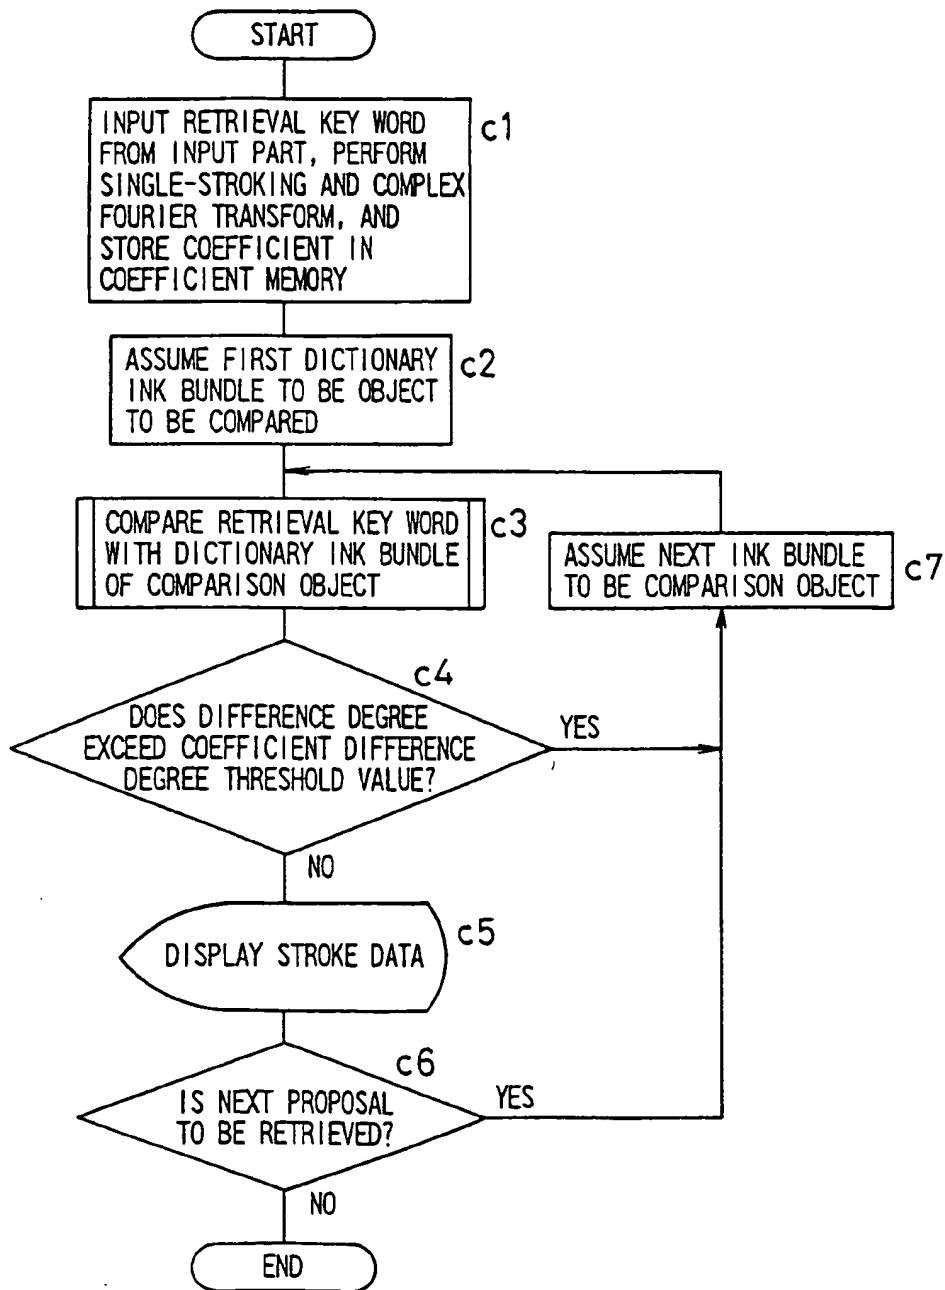 START
INPUT RETRIEVAL KEY WORD
FROM INPUT PART, PERFORM
SINGLE-STROKING AND COMPLEX
FOURIER TRANSFORM, AND
STORE COEFFICIENT IN
COEFFICIENT MEMORY
c1
ASSUME FIRST DICTIONARY
INK BUNDLE TO BE OBJECT
TO BE COMPARED
c2
COMPARE RETRIEVAL KEY WORD
WITH DICTIONARY INK BUNDLE
OF COMPARISON OBJECT
c3
ASSUME NEXT INK BUNDLE
TO BE COMPARISON OBJECT
c7
c4
DOES DIFFERENCE DEGREE
EXCEED COEFFICIENT DIFFERENCE
DEGREE THRESHOLD VALUE?
YES
NO
DISPLAY STROKE DATA
c5
c6
IS NEXT PROPOSAL
TO BE RETRIEVED?
YES
NO
END